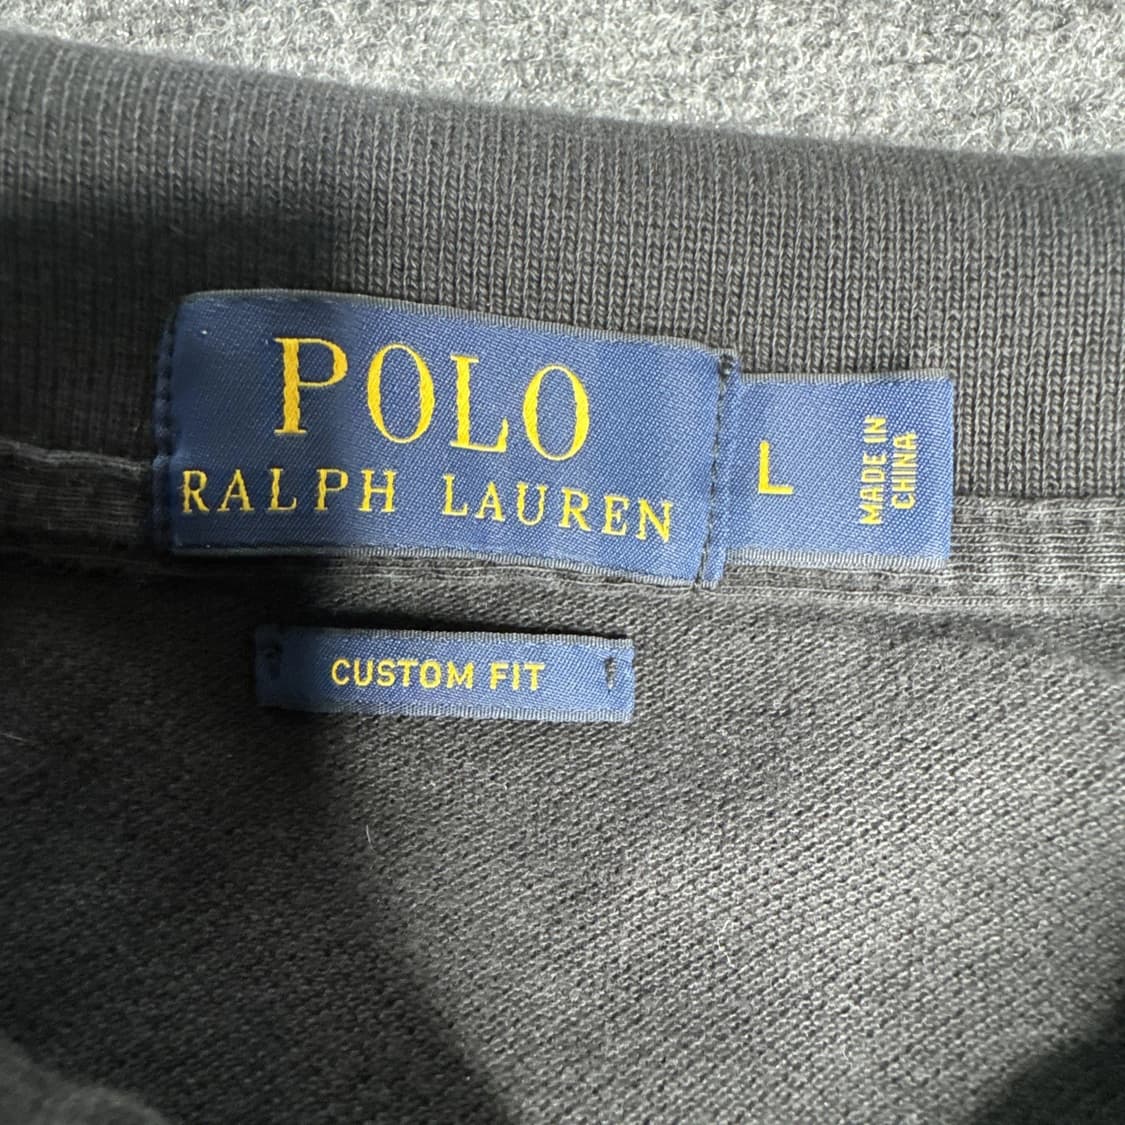 POLO
RALPH LAUREN
L
MADE IN
CHINA
CUSTOM FIT